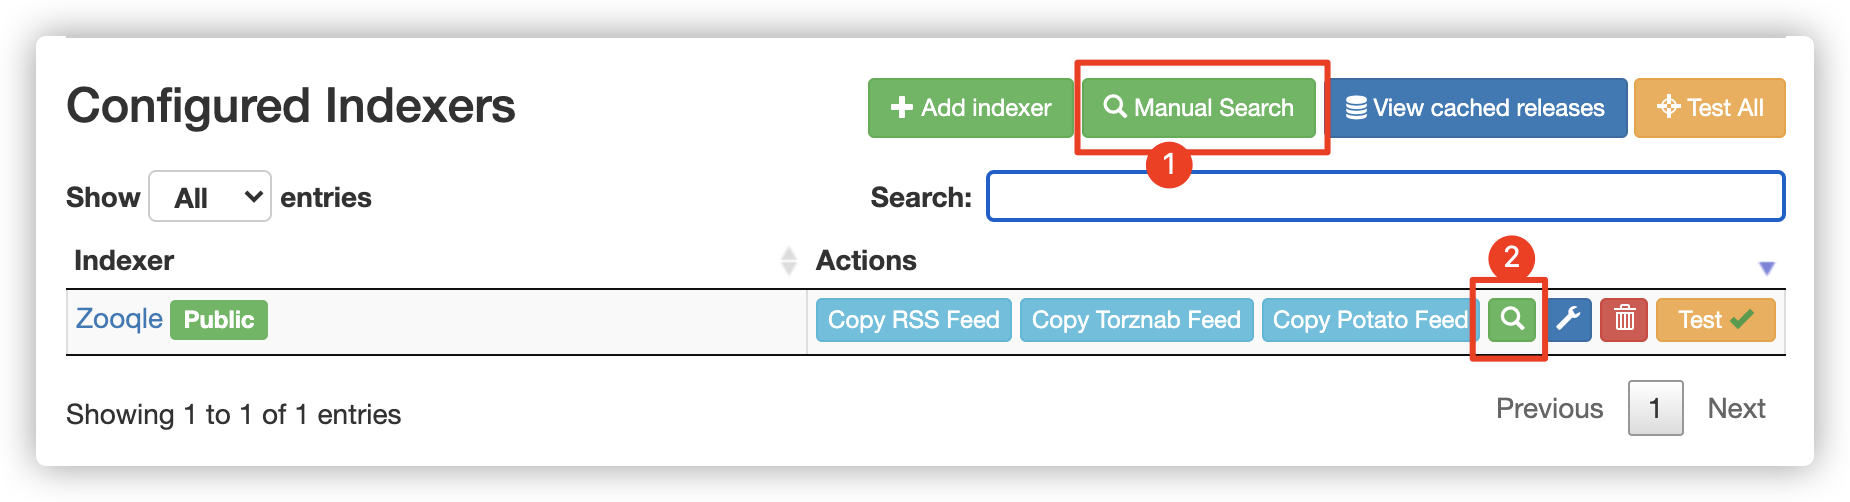 Configured Indexers
Add indexer
Manual Search
View cached releases
Test All
1
Show All entries
Search:
Indexer
Actions
2
Zooqle Public
Copy RSS Feed
Copy Torznab Feed
Copy Potato Feed
Test
Showing 1 to 1 of 1 entries
Previous 1 Next